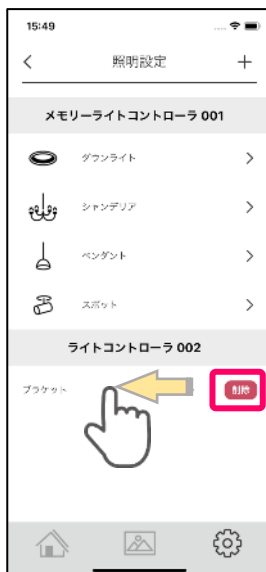 15:49
照明設定
メモリーライトコントローラ 001
ダウンライト
シャンデリア
ペンダント
スポット
ライトコントローラ 002
ブラケット
削除